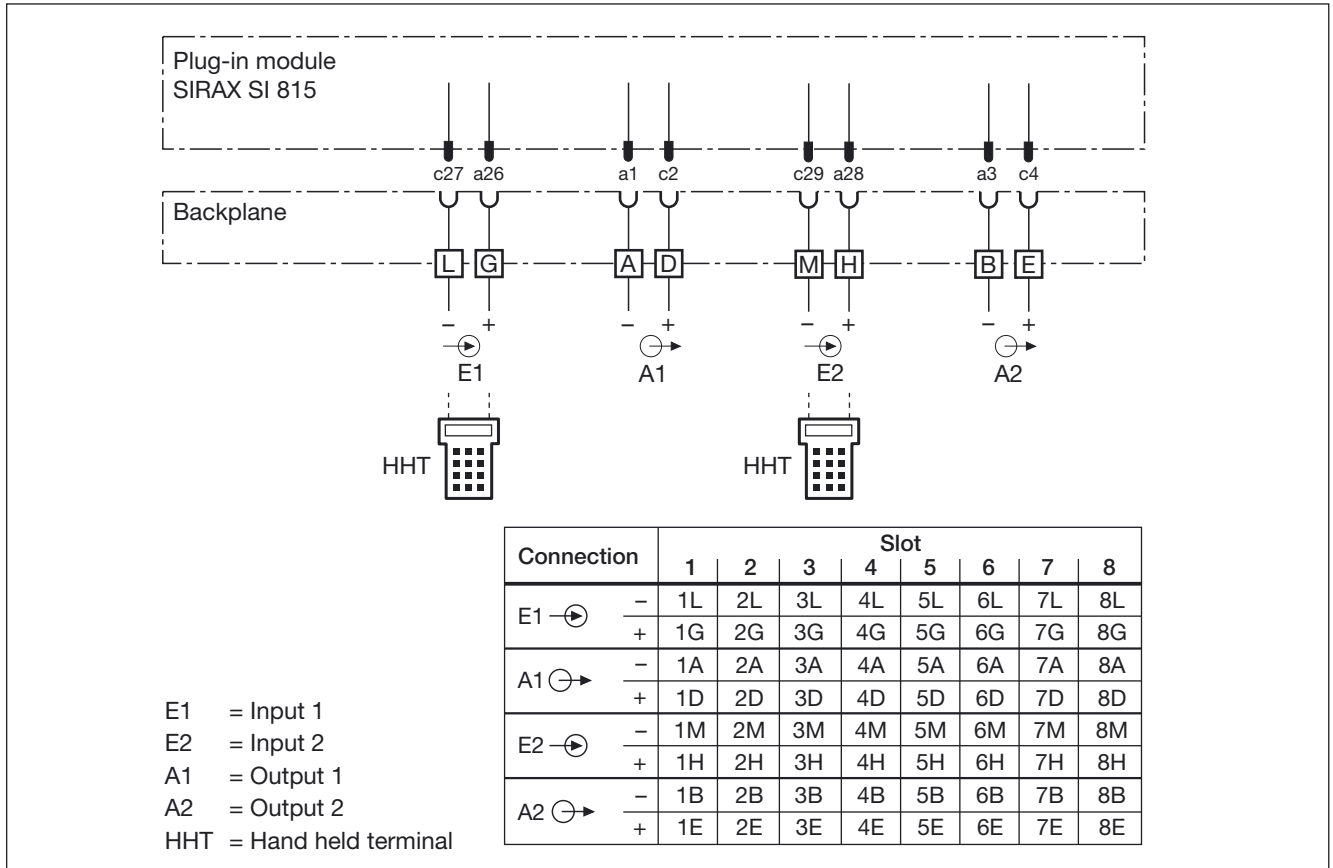 Plug-in module
SIRAX SI 815
c27 a26 a1 c2 c29 a28 a3 c4
Backplane
L G A D M H B E
– + – + – + – +
E1 A1 E2 A2
HHT HHT
Connection Slot
1 2 3 4 5 6 7 8
E1 – 1L 2L 3L 4L 5L 6L 7L 8L
+ 1G 2G 3G 4G 5G 6G 7G 8G
A1 – 1A 2A 3A 4A 5A 6A 7A 8A
+ 1D 2D 3D 4D 5D 6D 7D 8D
E2 – 1M 2M 3M 4M 5M 6M 7M 8M
+ 1H 2H 3H 4H 5H 6H 7H 8H
A2 – 1B 2B 3B 4B 5B 6B 7B 8B
+ 1E 2E 3E 4E 5E 6E 7E 8E
E1 = Input 1
E2 = Input 2
A1 = Output 1
A2 = Output 2
HHT = Hand held terminal